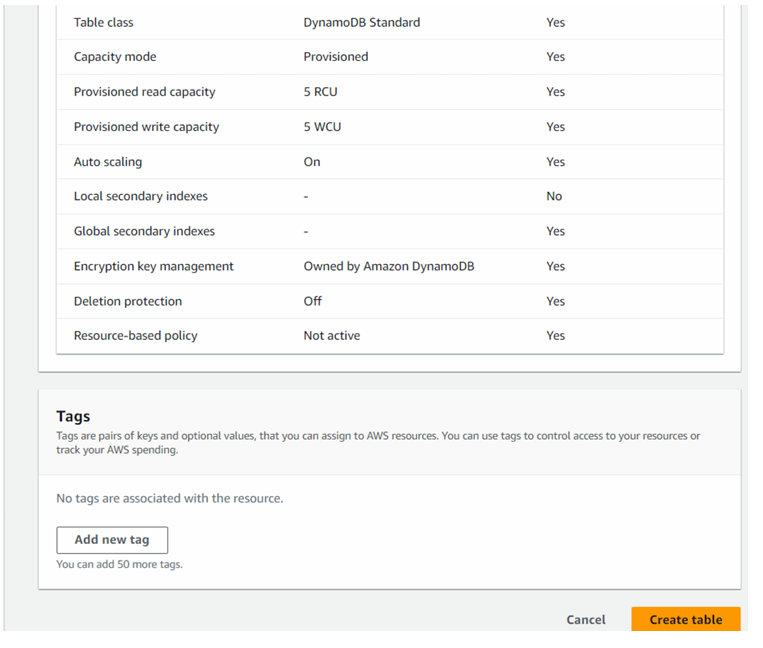 Table class DynamoDB Standard Yes
Capacity mode Provisioned Yes
Provisioned read capacity 5 RCU Yes
Provisioned write capacity 5 WCU Yes
Auto scaling On Yes
Local secondary indexes - No
Global secondary indexes - Yes
Encryption key management Owned by Amazon DynamoDB Yes
Deletion protection Off Yes
Resource-based policy Not active Yes
Tags
Tags are pairs of keys and optional values, that you can assign to AWS resources. You can use tags to control access to your resources or
track your AWS spending.
No tags are associated with the resource.
Add new tag
You can add 50 more tags.
Cancel Create table